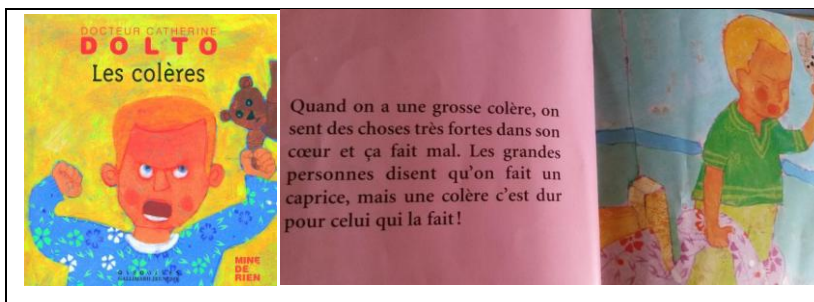 DOCTEUR CATHERINE
DOLTO
Les colères
MINE
DE
RIEN
Quand on a une grosse colère, on
sent des choses très fortes dans son
cœur et ça fait mal. Les grandes
personnes disent qu'on fait un
caprice, mais une colère c'est dur
pour celui qui la fait!